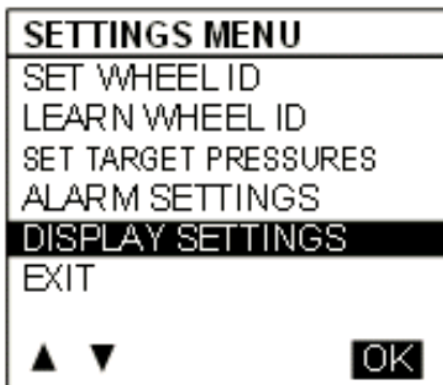 SETTINGS MENU
SET WHEEL ID
LEARN WHEEL ID
SET TARGET PRESSURES
ALARM SETTINGS
DISPLAY SETTINGS
EXIT
▲ ▼ OK